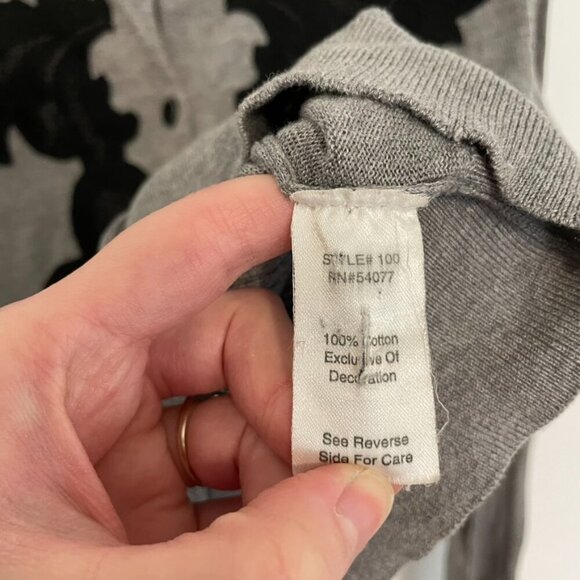 STYLE# 100
RN#54077
100% Cotton
Exclusive Of
Decoration
See Reverse
Side For Care